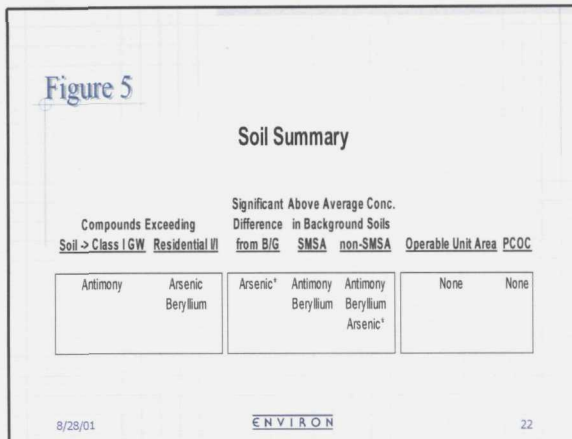 Figure 5
Soil Summary
Significant Above Average Conc.
Compounds Exceeding Difference in Background Soils
Soil -> Class I GW Residential I/I from B/G SMSA non-SMSA Operable Unit Area PCOC
Antimony Arsenic Arsenic* Antimony Antimony None None
Beryllium Beryllium Beryllium
Arsenic*
8/28/01 ENVIRON 22